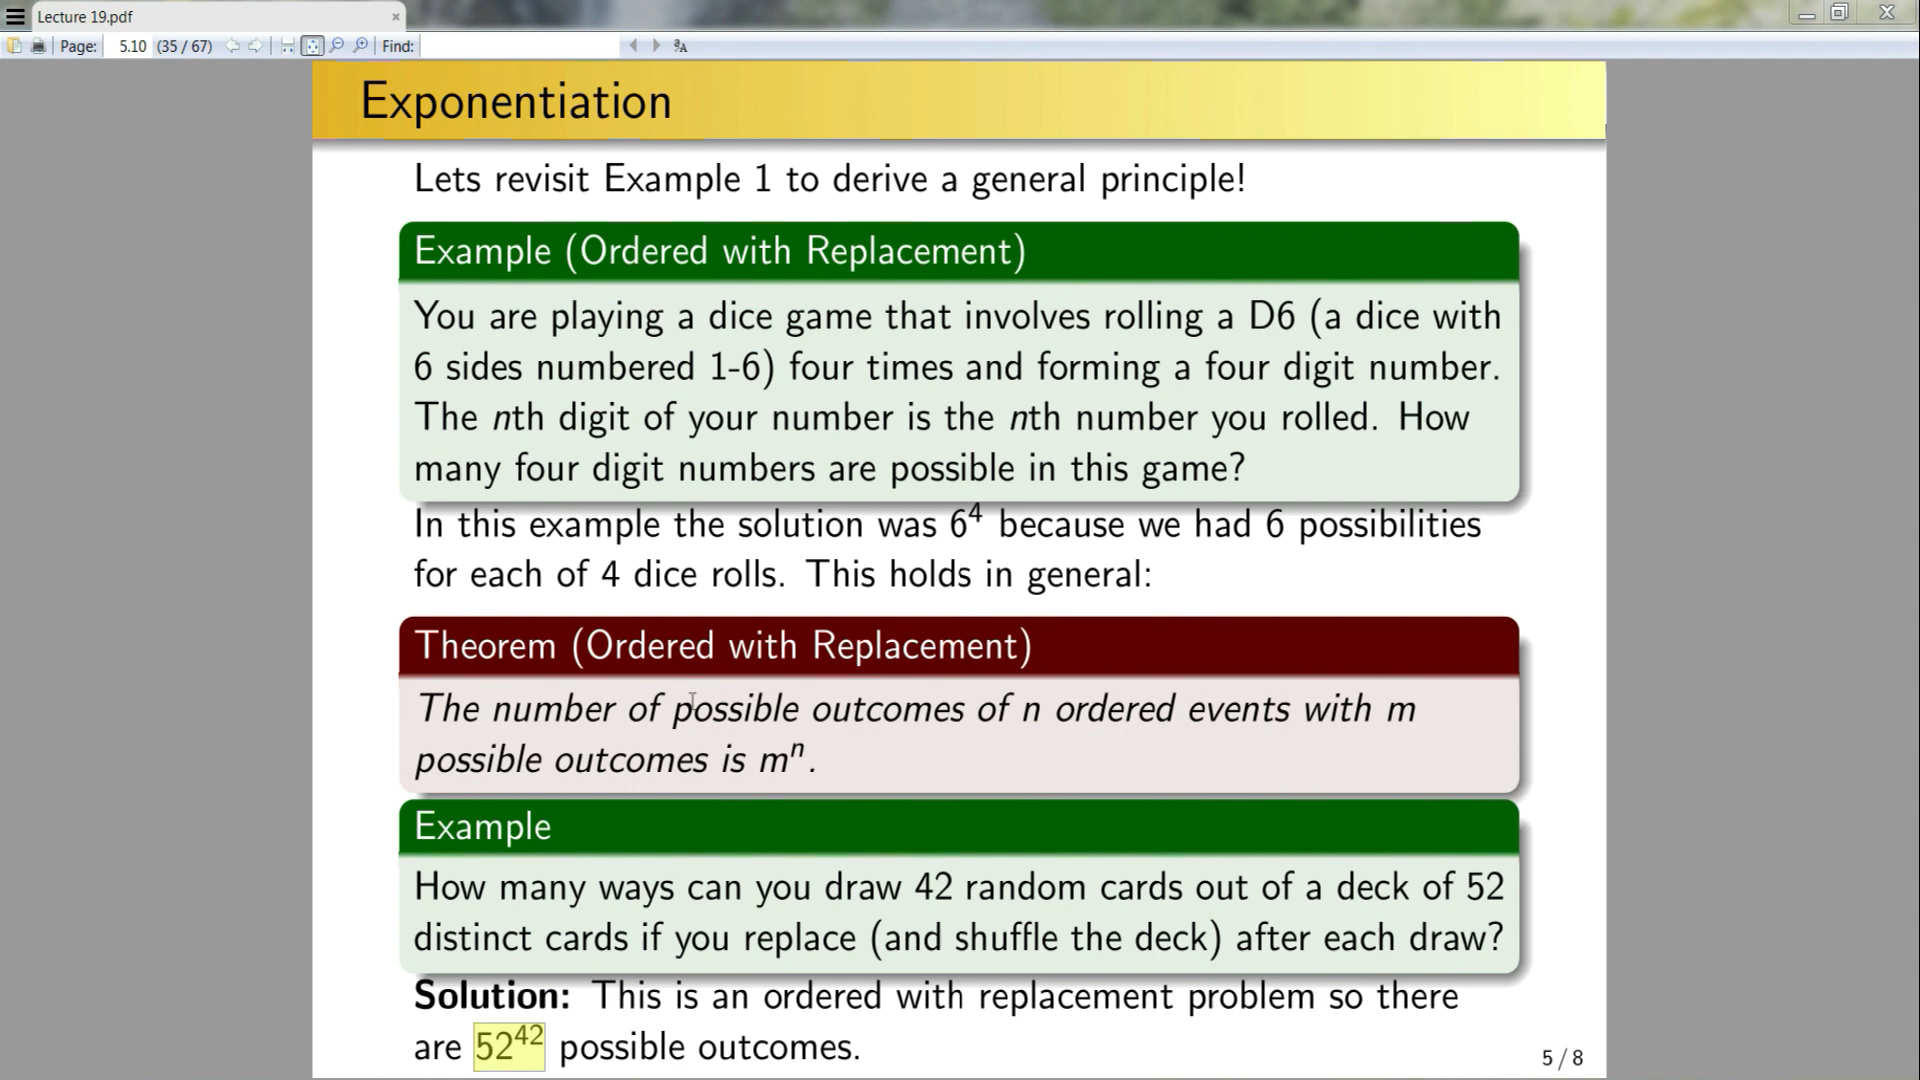 Lecture 19.pdf
Page: 5.10 (35 / 67) Find:
Exponentiation
Lets revisit Example 1 to derive a general principle!
Example (Ordered with Replacement)
You are playing a dice game that involves rolling a D6 (a dice with
6 sides numbered 1-6) four times and forming a four digit number.
The nth digit of your number is the nth number you rolled. How
many four digit numbers are possible in this game?
In this example the solution was 6⁴ because we had 6 possibilities
for each of 4 dice rolls. This holds in general:
Theorem (Ordered with Replacement)
The number of possible outcomes of n ordered events with m
possible outcomes is mⁿ.
Example
How many ways can you draw 42 random cards out of a deck of 52
distinct cards if you replace (and shuffle the deck) after each draw?
Solution: This is an ordered with replacement problem so there
are 52⁴² possible outcomes.
5 / 8